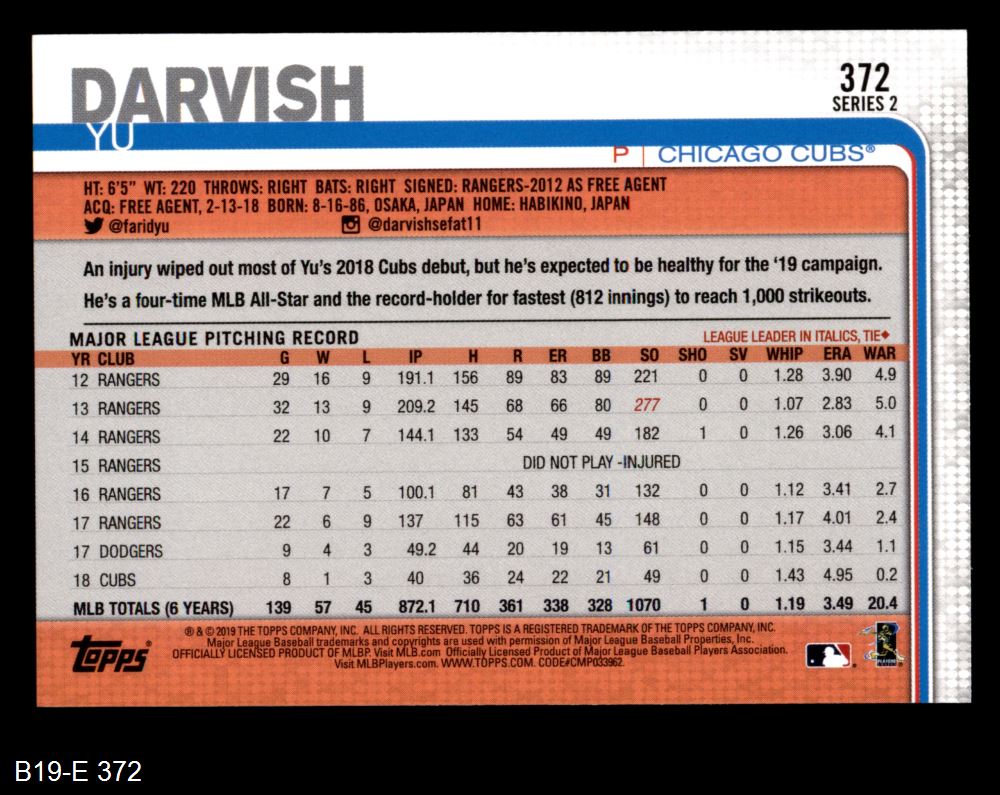 DARVISH
YU
372
SERIES 2
P | CHICAGO CUBS®
HT: 6'5" WT: 220 THROWS: RIGHT BATS: RIGHT SIGNED: RANGERS-2012 AS FREE AGENT
ACQ: FREE AGENT, 2-13-18 BORN: 8-16-86, OSAKA, JAPAN HOME: HABIKINO, JAPAN
@faridyu @darvishsefat11
An injury wiped out most of Yu's 2018 Cubs debut, but he's expected to be healthy for the '19 campaign.
He's a four-time MLB All-Star and the record-holder for fastest (812 innings) to reach 1,000 strikeouts.
MAJOR LEAGUE PITCHING RECORD LEAGUE LEADER IN ITALICS, TIE◆
YR CLUB G W L IP H R ER BB SO SHO SV WHIP ERA WAR
12 RANGERS 29 16 9 191.1 156 89 83 89 221 0 0 1.28 3.90 4.9
13 RANGERS 32 13 9 209.2 145 68 66 80 277 0 0 1.07 2.83 5.0
14 RANGERS 22 10 7 144.1 133 54 49 49 182 1 0 1.26 3.06 4.1
15 RANGERS DID NOT PLAY -INJURED
16 RANGERS 17 7 5 100.1 81 43 38 31 132 0 0 1.12 3.41 2.7
17 RANGERS 22 6 9 137 115 63 61 45 148 0 0 1.17 4.01 2.4
17 DODGERS 9 4 3 49.2 44 20 19 13 61 0 0 1.15 3.44 1.1
18 CUBS 8 1 3 40 36 24 22 21 49 0 0 1.43 4.95 0.2
MLB TOTALS (6 YEARS) 139 57 45 872.1 710 361 338 328 1070 1 0 1.19 3.49 20.4
Topps®
® & © 2019 THE TOPPS COMPANY, INC. ALL RIGHTS RESERVED. TOPPS IS A REGISTERED TRADEMARK OF THE TOPPS COMPANY, INC.
Major League Baseball trademarks and copyrights are used with permission of Major League Baseball Properties, Inc.
OFFICIALLY LICENSED PRODUCT OF MLBP. Visit MLB.com Officially Licensed Product of Major League Baseball Players Association.
Visit MLBPlayers.com. WWW.TOPPS.COM. CODE#CMP033962.
B19-E 372